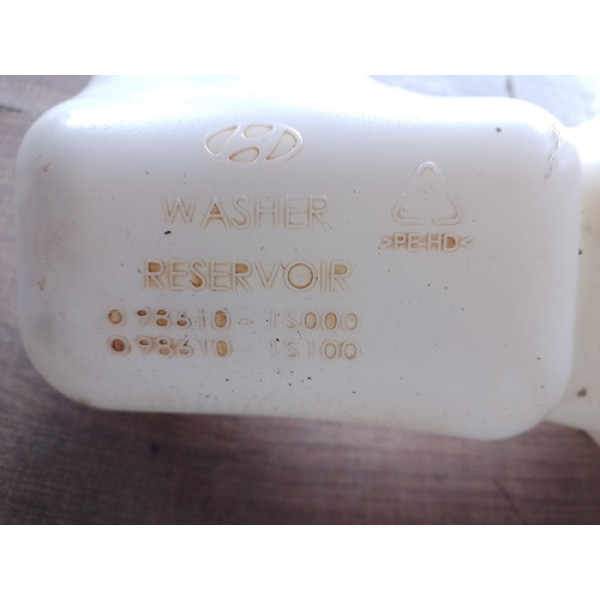 WASHER
>PE-HD<
RESERVOIR
98610-1S000
98610-1S100